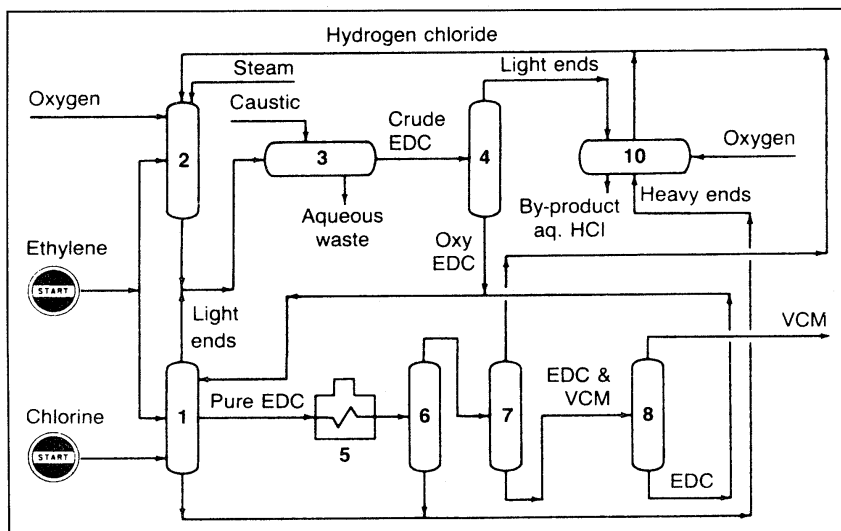 Hydrogen chloride
Steam
Light ends
Oxygen
Caustic
Crude
EDC
2
3
4
10
Oxygen
Aqueous
waste
By-product
aq. HCl
Heavy ends
Oxy
EDC
Ethylene
START
Light
ends
VCM
EDC &
VCM
Pure EDC
Chlorine
START
1
5
6
7
8
EDC